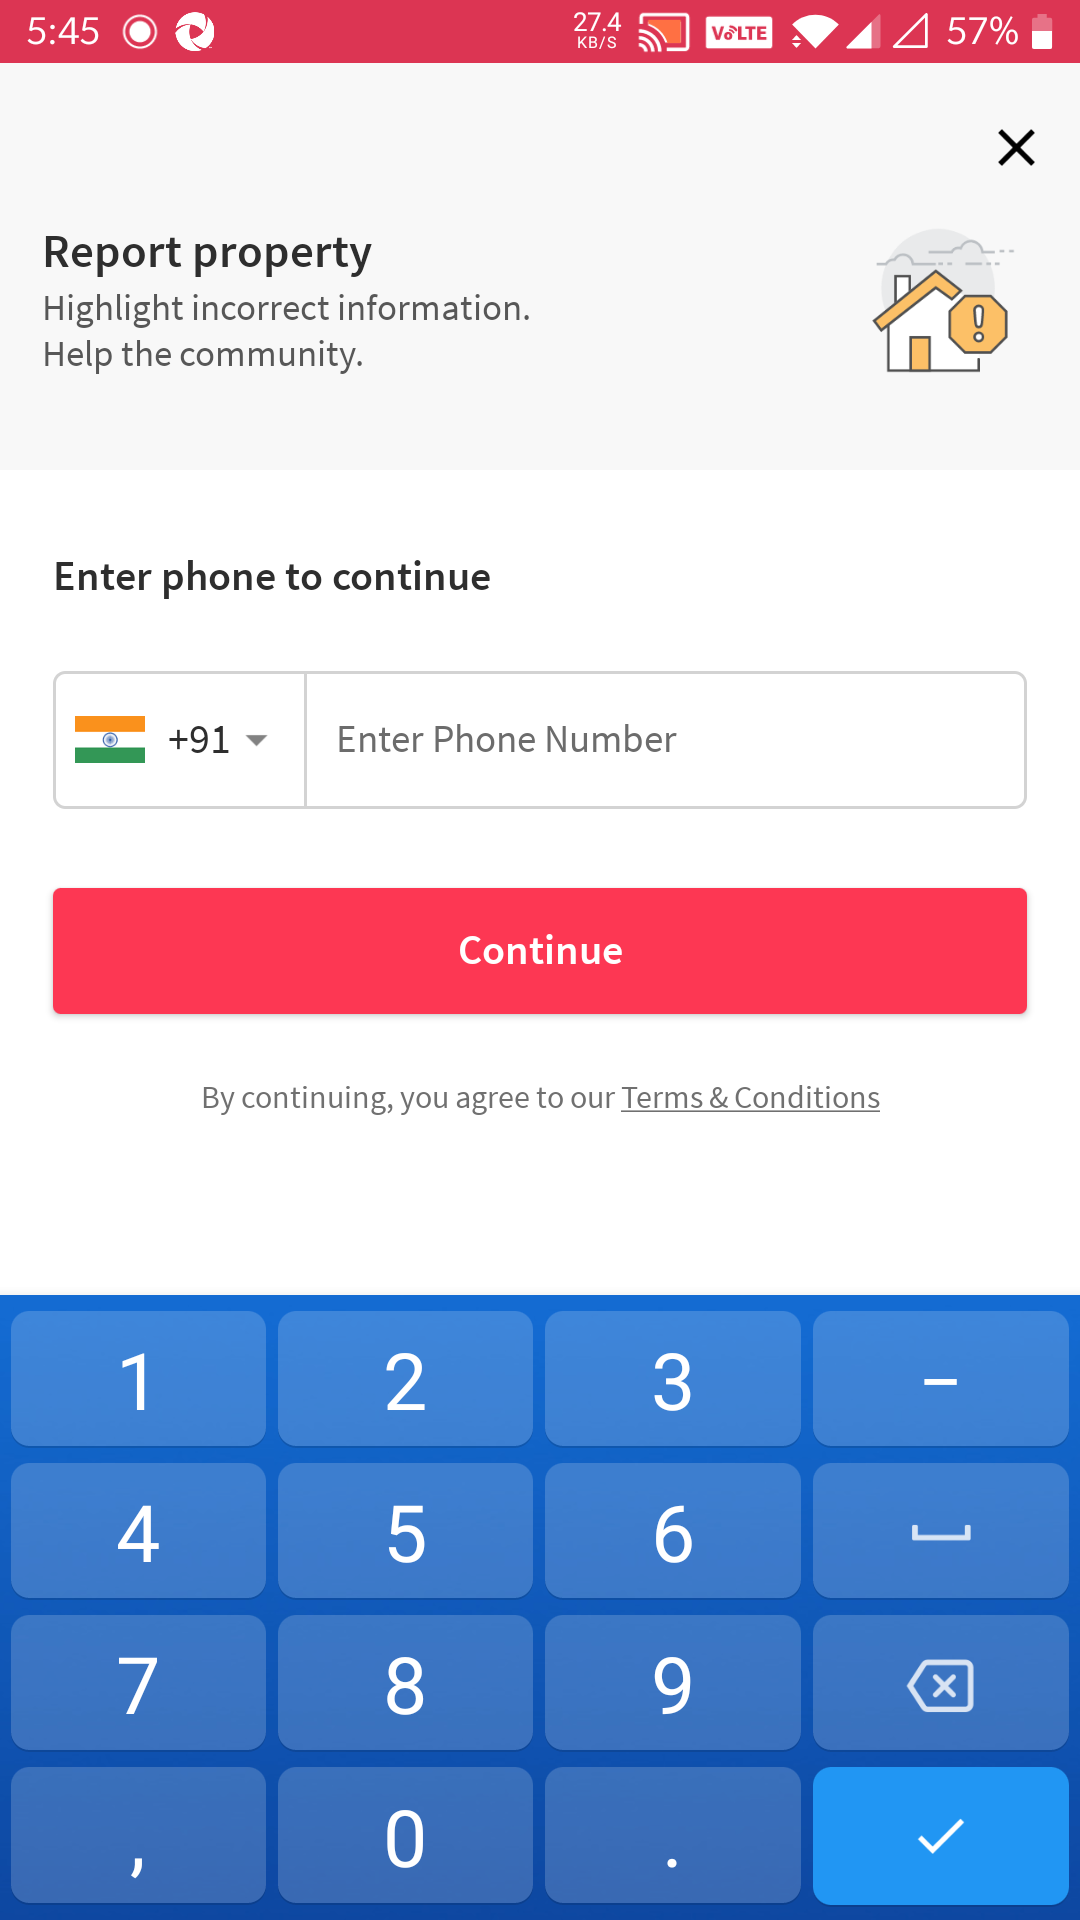 5:45 27.4 KB/S VoLTE 57%
Report property
Highlight incorrect information.
Help the community.
Enter phone to continue
+91 Enter Phone Number
Continue
By continuing, you agree to our Terms & Conditions
1 2 3 –
4 5 6
7 8 9
, 0 .